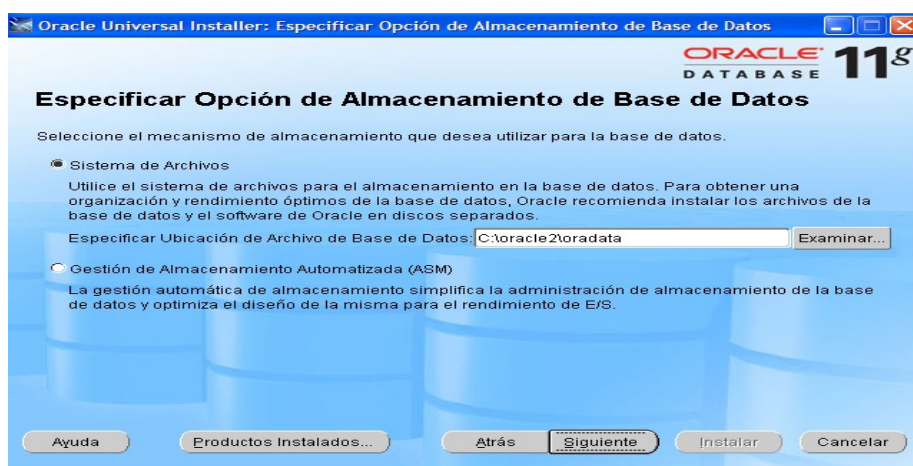 Oracle Universal Installer: Especificar Opción de Almacenamiento de Base de Datos
ORACLE
DATABASE 11g
Especificar Opción de Almacenamiento de Base de Datos
Seleccione el mecanismo de almacenamiento que desea utilizar para la base de datos.
Sistema de Archivos
Utilice el sistema de archivos para el almacenamiento en la base de datos. Para obtener una
organización y rendimiento óptimos de la base de datos, Oracle recomienda instalar los archivos de la
base de datos y el software de Oracle en discos separados.
Especificar Ubicación de Archivo de Base de Datos: C:\oracle2\oradata Examinar...
Gestión de Almacenamiento Automatizada (ASM)
La gestión automática de almacenamiento simplifica la administración de almacenamiento de la base
de datos y optimiza el diseño de la misma para el rendimiento de E/S.
Ayuda Productos Instalados... Atrás Siguiente Instalar Cancelar